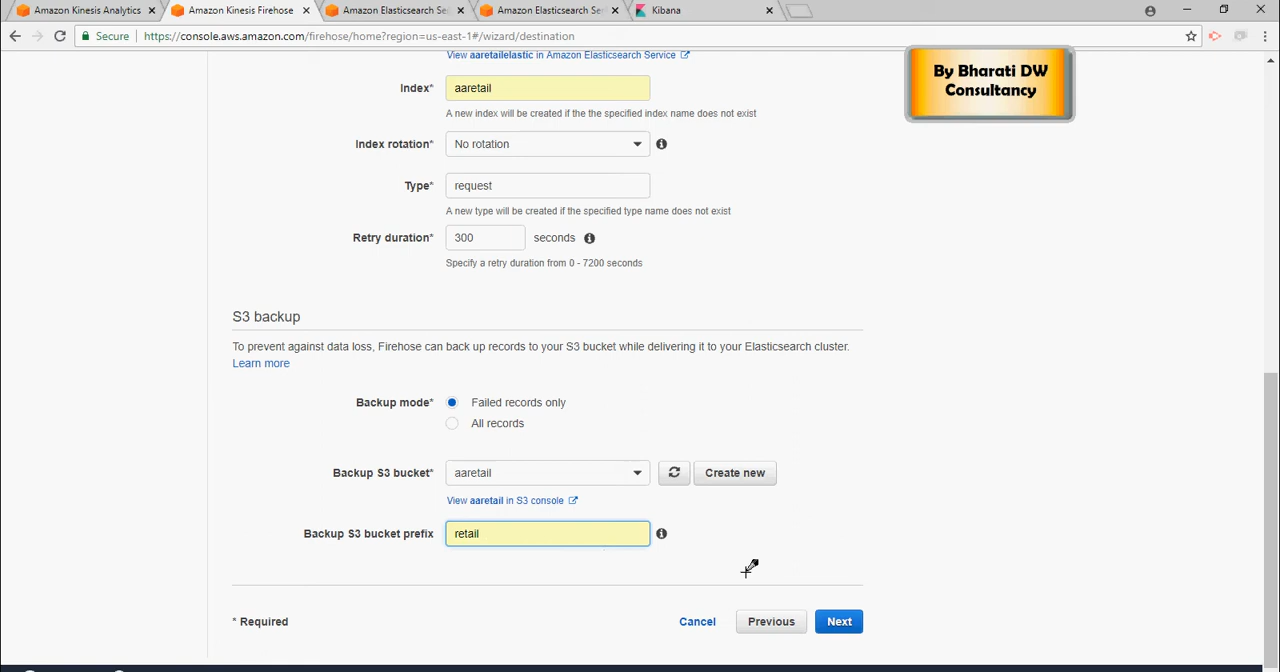 Amazon Kinesis Analytics
Amazon Kinesis Firehose
Amazon Elasticsearch Se
Amazon Elasticsearch Se
Kibana
Secure
https://console.aws.amazon.com/firehose/home?region=us-east-1#/wizard/destination
By Bharati DW
Consultancy
View aaretailelastic in Amazon Elasticsearch Service
Index* aaretail
A new index will be created if the the specified index name does not exist
Index rotation* No rotation
Type* request
A new type will be created if the specified type name does not exist
Retry duration* 300 seconds
Specify a retry duration from 0 - 7200 seconds
S3 backup
To prevent against data loss, Firehose can back up records to your S3 bucket while delivering it to your Elasticsearch cluster.
Learn more
Backup mode* Failed records only
All records
Backup S3 bucket* aaretail Create new
View aaretail in S3 console
Backup S3 bucket prefix retail
* Required Cancel Previous Next